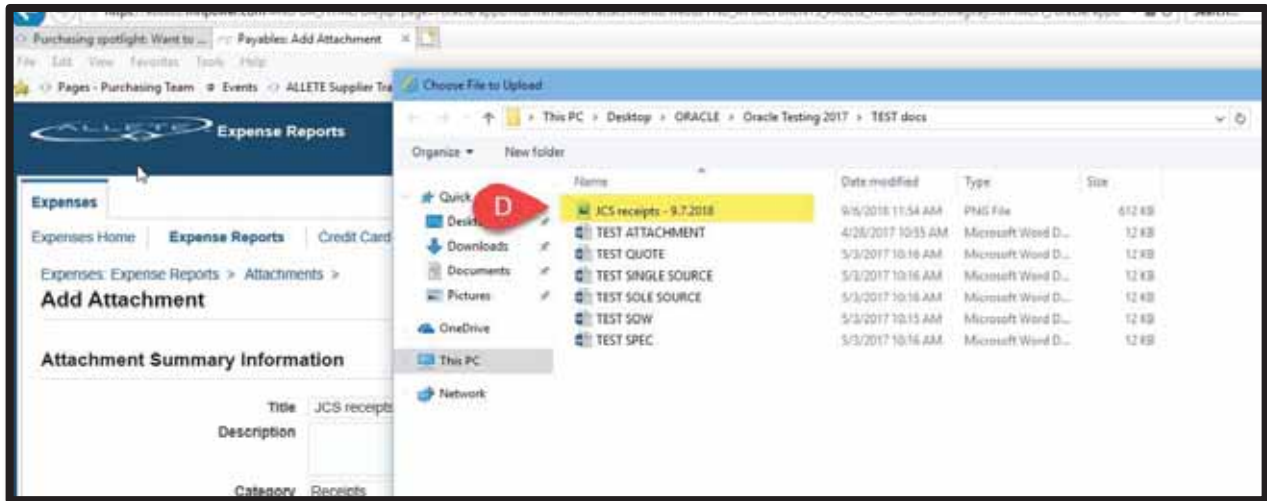 Purchasing spotlight: Want to ... Payables: Add Attachment
File Edit View Favorites Tools Help
Pages - Purchasing Team Events ALLETE Supplier Tra
ALLETE Expense Reports
Expenses
Expenses Home Expense Reports Credit Card
Expenses: Expense Reports > Attachments >
Add Attachment
Attachment Summary Information
Title JCS receipts
Description
Category Receipts
Choose File to Upload
This PC > Desktop > ORACLE > Oracle Testing 2017 > TEST docs
Organize New folder
Quick
Deskt
Downloads
Documents
Pictures
OneDrive
This PC
Network
D
Name Date modified Type Size
JCS receipts - 9.7.2018 9/6/2018 11:54 AM PNG File 612 KB
TEST ATTACHMENT 4/28/2017 10:55 AM Microsoft Word D... 12 KB
TEST QUOTE 5/3/2017 10:16 AM Microsoft Word D... 12 KB
TEST SINGLE SOURCE 5/3/2017 10:16 AM Microsoft Word D... 12 KB
TEST SOLE SOURCE 5/3/2017 10:16 AM Microsoft Word D... 12 KB
TEST SOW 5/3/2017 10:15 AM Microsoft Word D... 12 KB
TEST SPEC 5/3/2017 10:16 AM Microsoft Word D... 12 KB